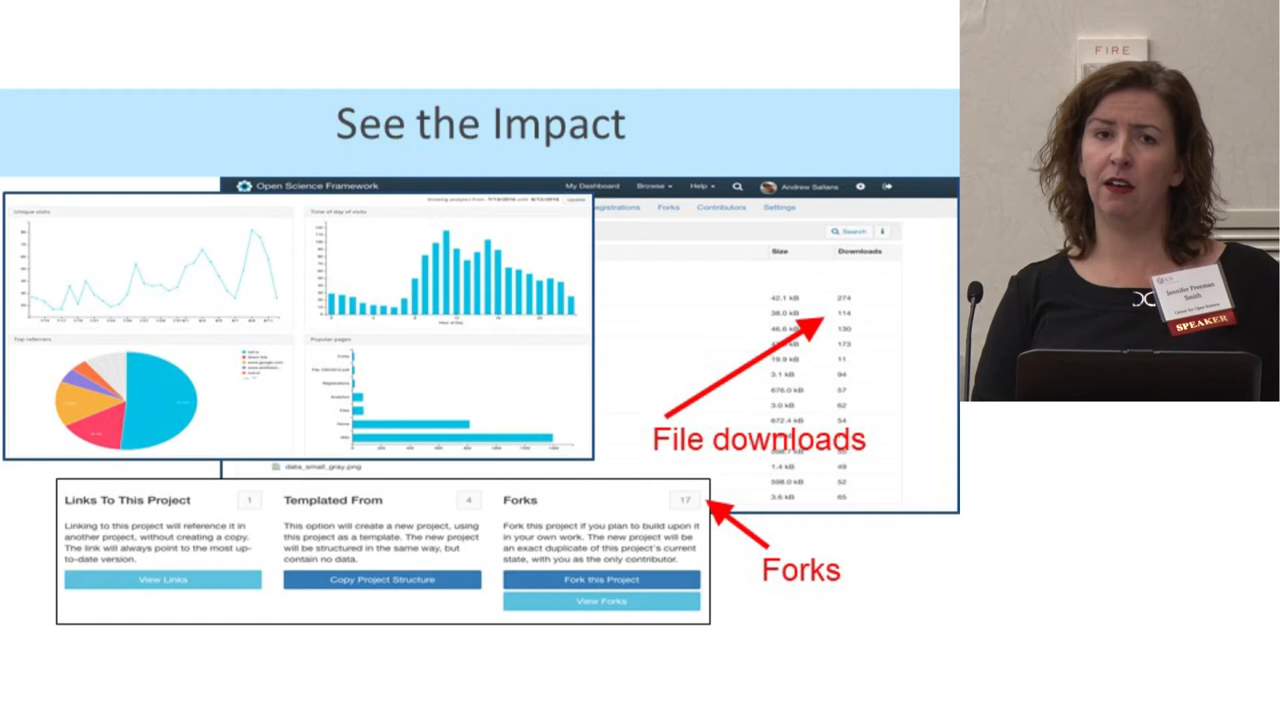 See the Impact
FIRE
Open Science Framework
My Dashboard
Browse
Help
Andrew Sallans
Forks
Contributors
Settings
Unique visits
Time of day of visits
Search
Size
Downloads
42.1 kB
274
38.0 kB
114
130
173
19.9 kB
11
3.1 kB
94
676.0 kB
57
3.0 kB
62
672.4 kB
54
1.4 kB
49
598.0 kB
52
3.6 kB
65
Hour of day
Top referrers
Popular pages
File downloads
data_small_gray.png
Links To This Project
1
Linking to this project will reference it in
another project, without creating a copy.
The link will always point to the most up-
to-date version.
View Links
Templated From
4
This option will create a new project, using
this project as a template. The new project
will be structured in the same way, but
contain no data.
Copy Project Structure
Forks
17
Fork this project if you plan to build upon it
in your own work. The new project will be
an exact duplicate of this project's current
state, with you as the only contributor.
Fork this Project
View Forks
Forks
Jennifer Freeman
Smith
Center for Open Science
SPEAKER